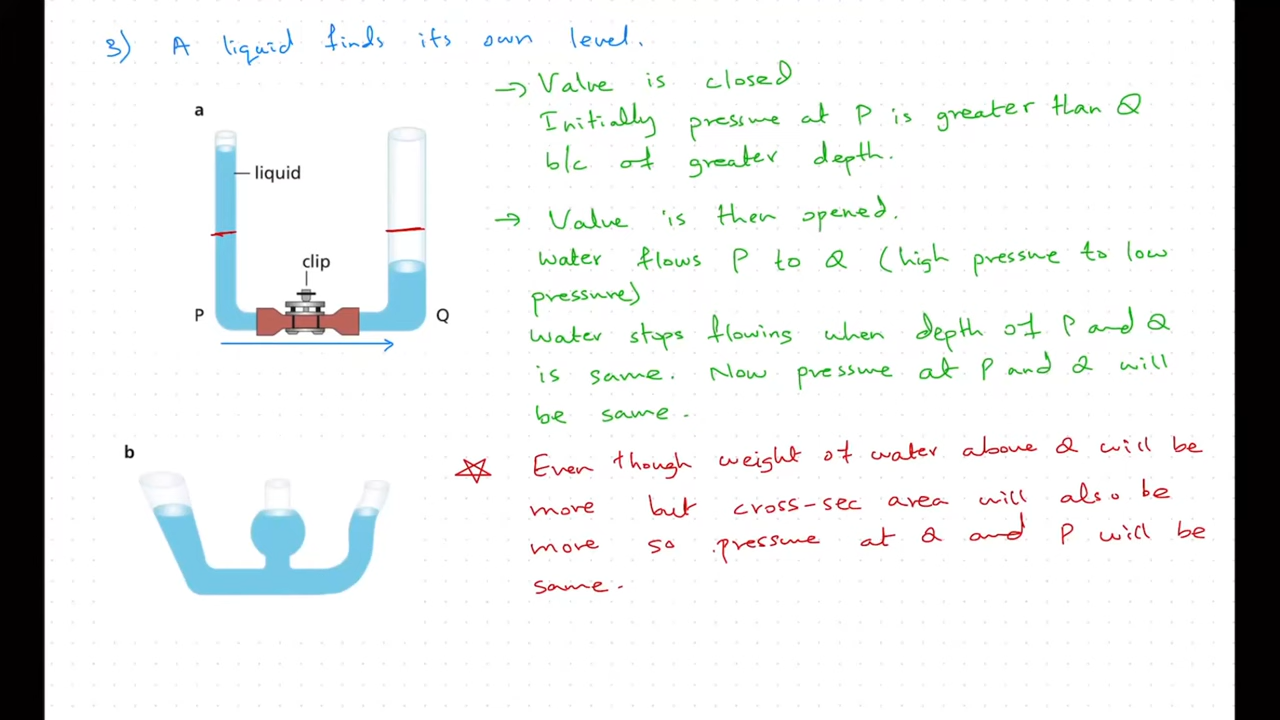 3) A liquid finds its own level.
a
liquid
clip
P
Q
b
→ Value is closed
Initially pressure at P is greater than Q
b/c of greater depth.
→ Value is then opened.
water flows P to Q (high pressure to low
pressure)
water stops flowing when depth of P and Q
is same. Now pressure at P and Q will
be same.
☆ Even though weight of water above Q will be
more but cross-sec area will also be
more so pressure at Q and P will be
same.